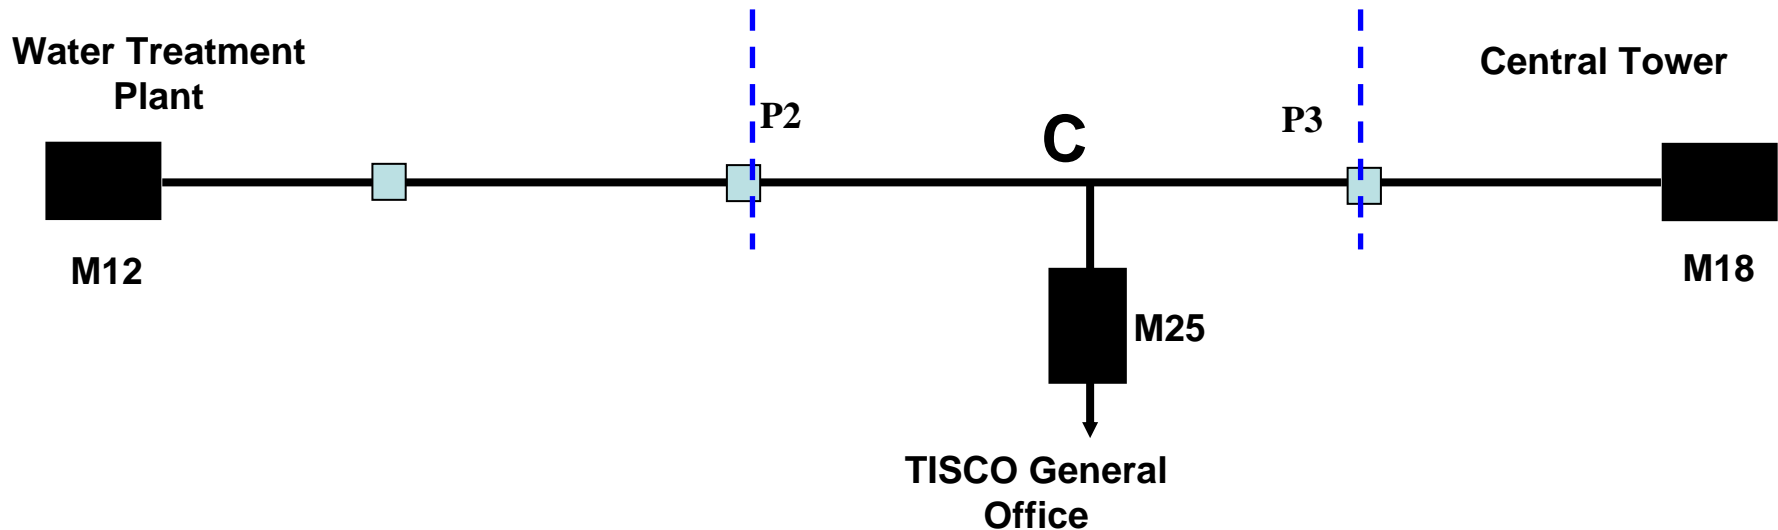 Water Treatment
Plant
Central Tower
P2
C
P3
M12
M18
M25
TISCO General
Office